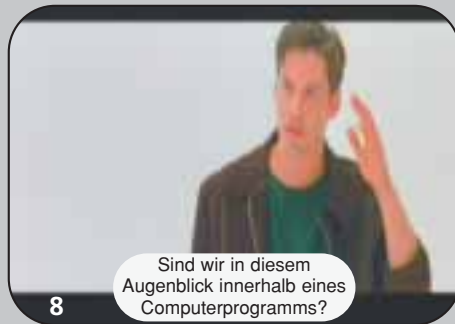 Sind wir in diesem
Augenblick innerhalb eines
Computerprogramms?
8